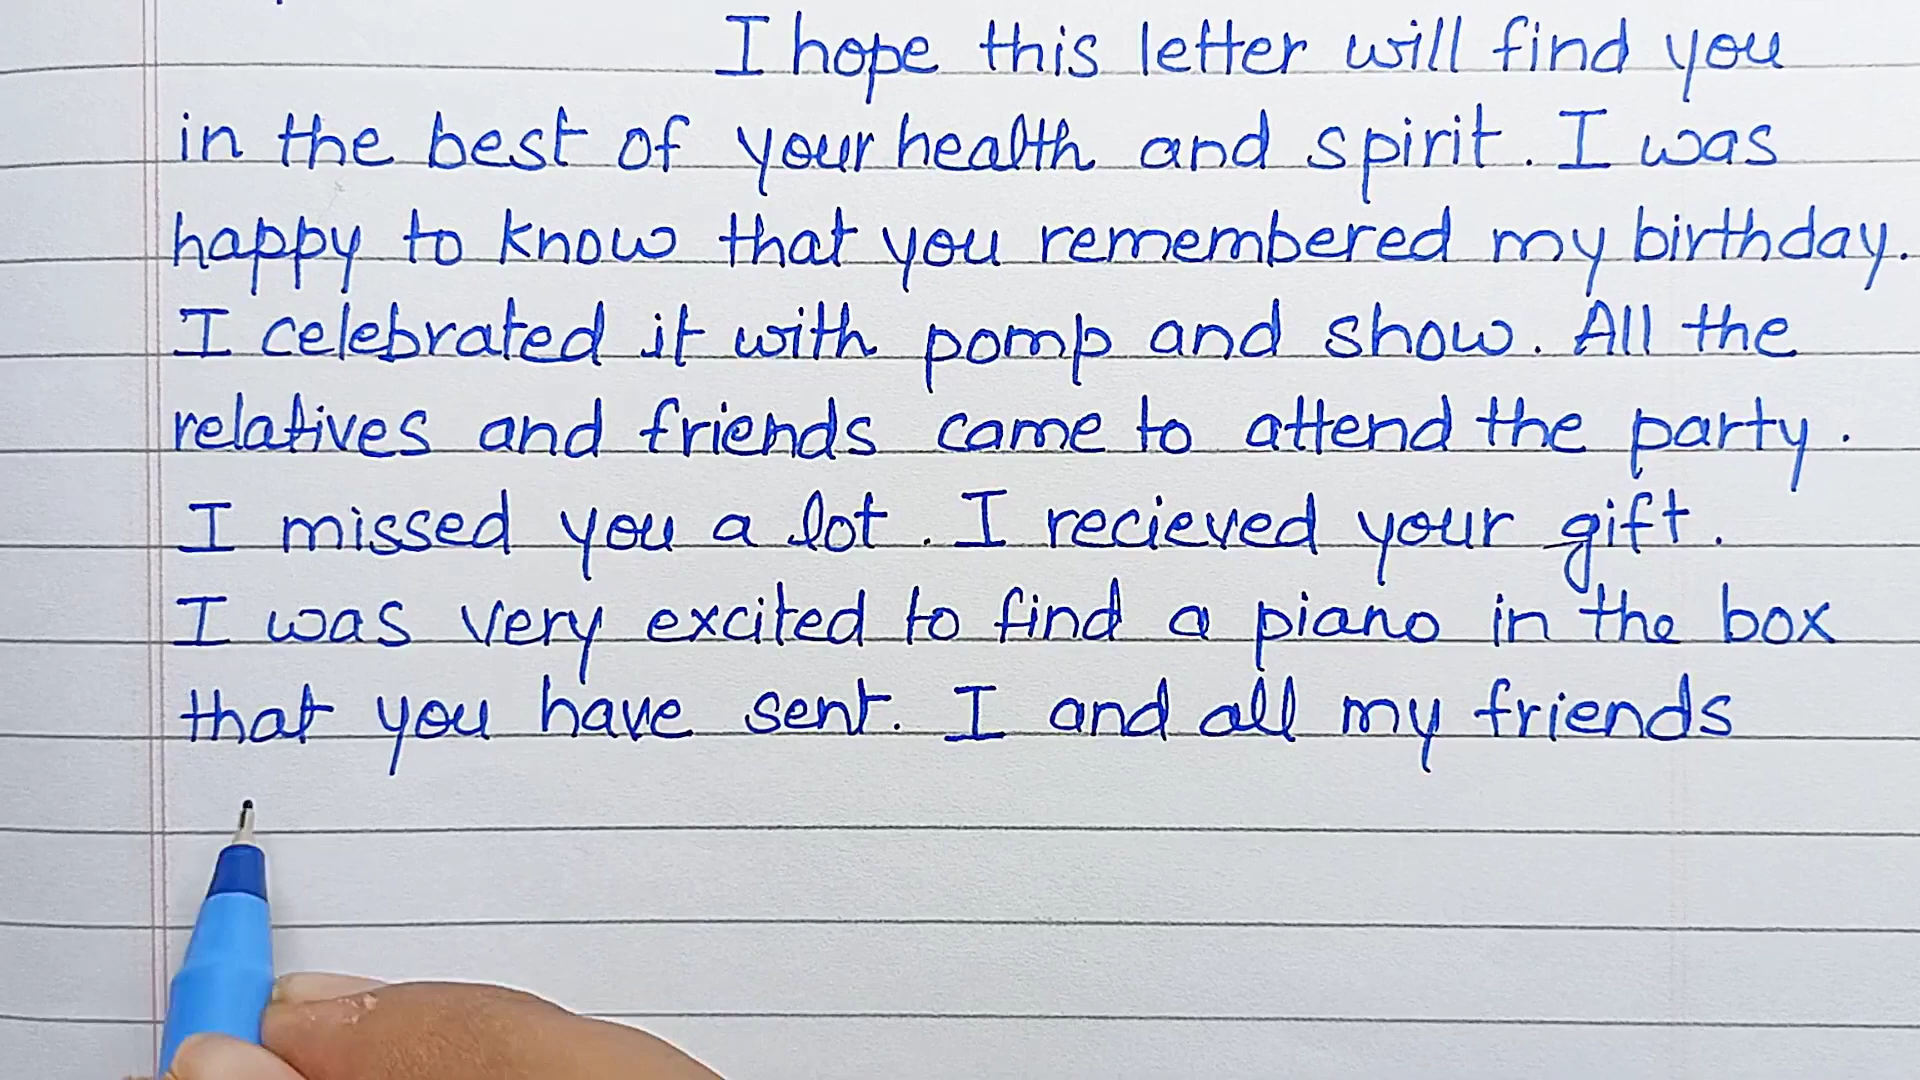 I hope this letter will find you
in the best of your health and spirit. I was
happy to know that you remembered my birthday.
I celebrated it with pomp and show. All the
relatives and friends came to attend the party.
I missed you a lot. I recieved your gift.
I was very excited to find a piano in the box
that you have sent. I and all my friends